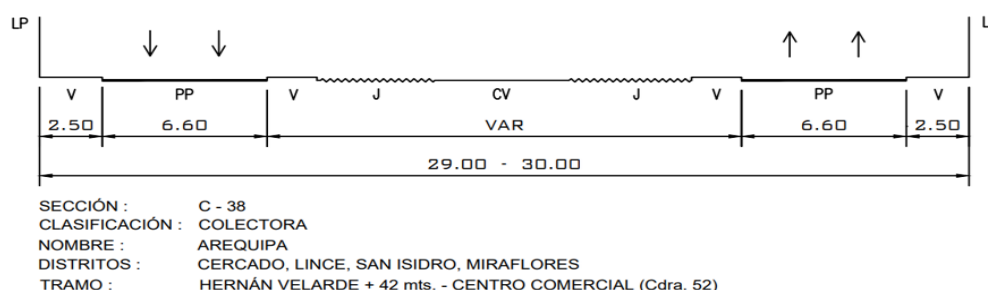 LP L
V PP V J CV J V PP V
2.50 6.60 VAR 6.60 2.50
29.00 - 30.00
SECCIÓN : C - 38
CLASIFICACIÓN : COLECTORA
NOMBRE : AREQUIPA
DISTRITOS : CERCADO, LINCE, SAN ISIDRO, MIRAFLORES
TRAMO : HERNÁN VELARDE + 42 mts. - CENTRO COMERCIAL (Cdra. 52)